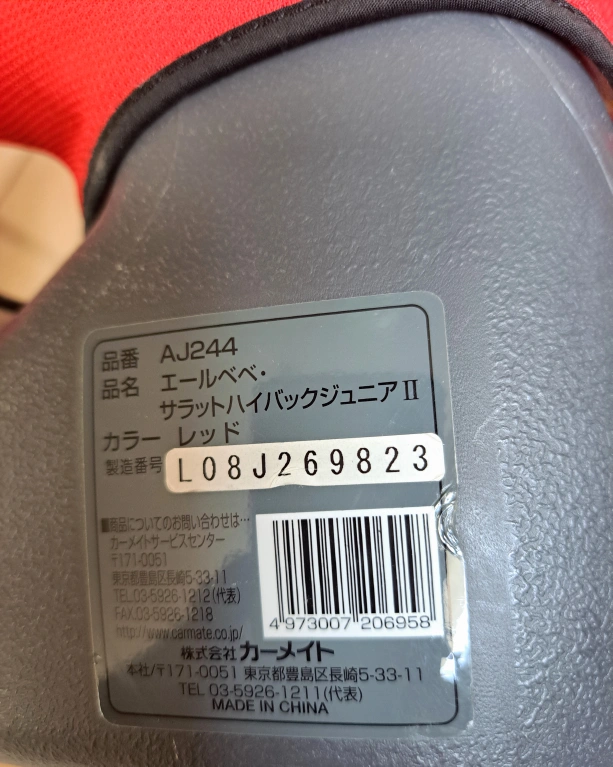 品番 AJ244
品名 エールベベ・
サラットハイバックジュニアⅡ
カラー レッド
製造番号 L08J269823
■商品についてのお問い合わせは…
カーメイトサービスセンター
〒171-0051
東京都豊島区長崎5-33-11
TEL03-5926-1212(代表)
FAX.03-5926-1218
http://www.carmate.co.jp/
4 973007 206958
株式会社 カーメイト
本社/〒171-0051 東京都豊島区長崎5-33-11
TEL 03-5926-1211(代表)
MADE IN CHINA